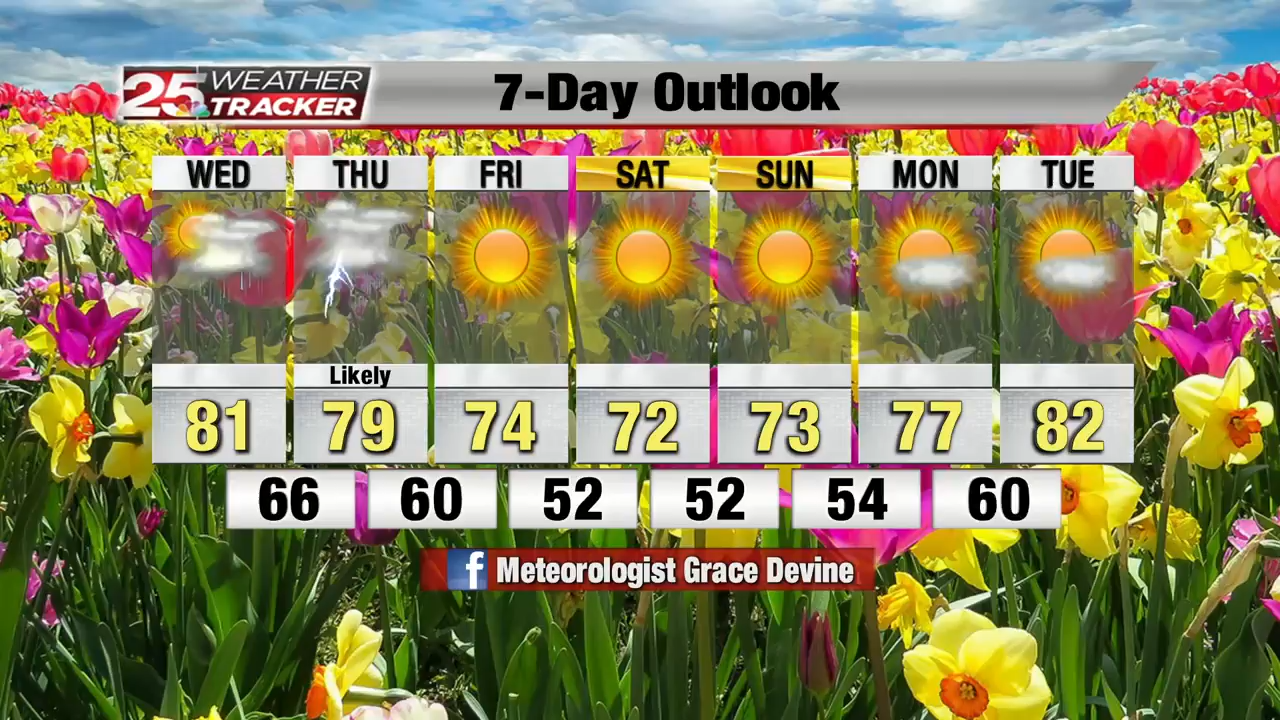 25 WEATHER
TRACKER
7-Day Outlook
WED THU FRI SAT SUN MON TUE
Likely
81 79 74 72 73 77 82
66 60 52 52 54 60
f Meteorologist Grace Devine